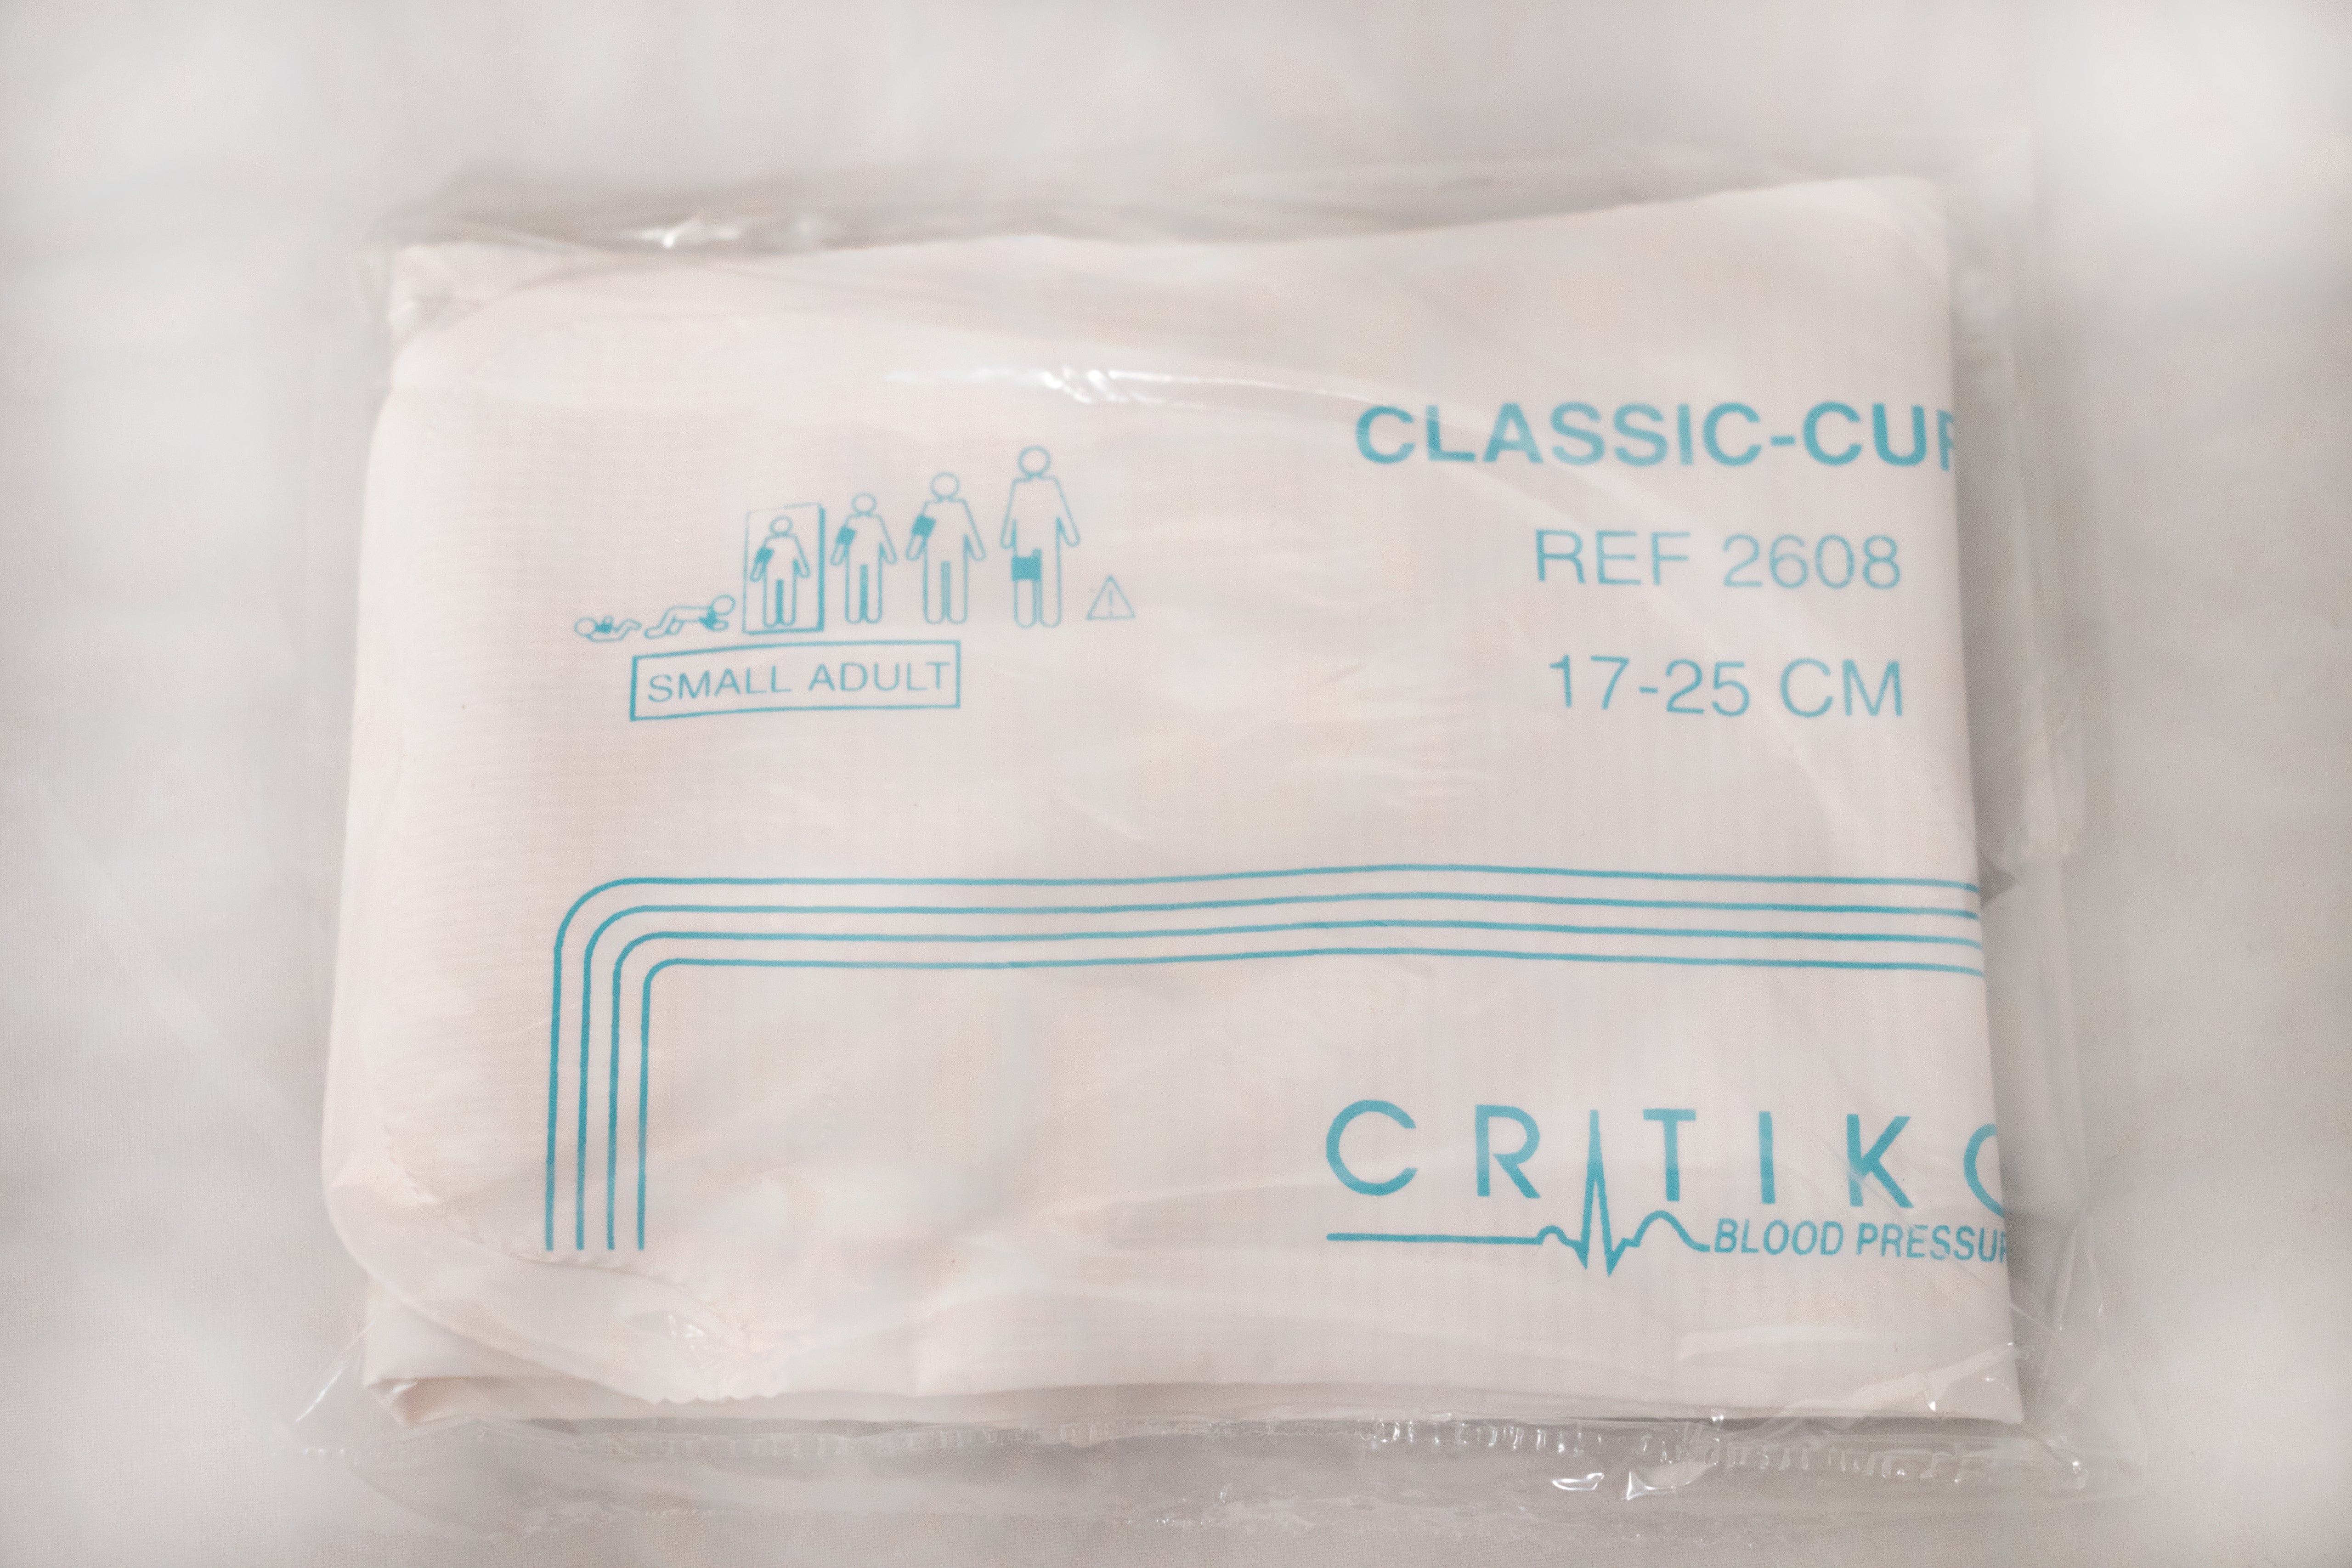 CLASSIC-CUF
REF 2608
17-25 CM
SMALL ADULT
CRITIKO
BLOOD PRESSUR